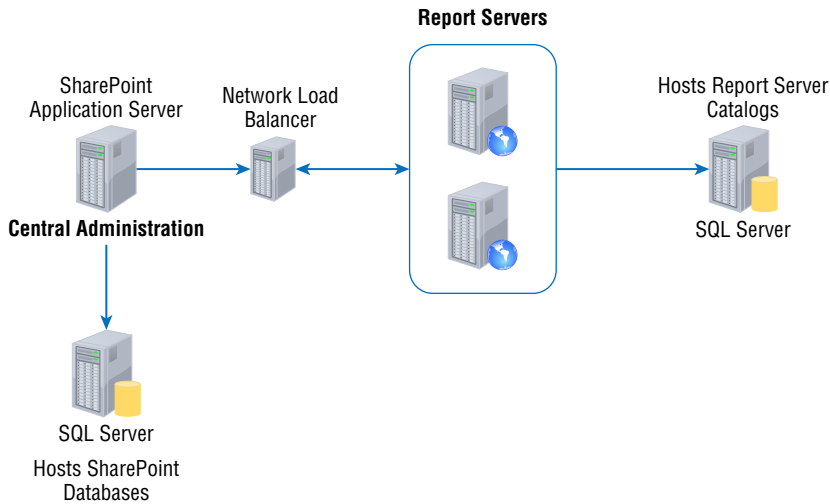 Report Servers
SharePoint
Application Server
Network Load
Balancer
Hosts Report Server
Catalogs
Central Administration
SQL Server
SQL Server
Hosts SharePoint
Databases